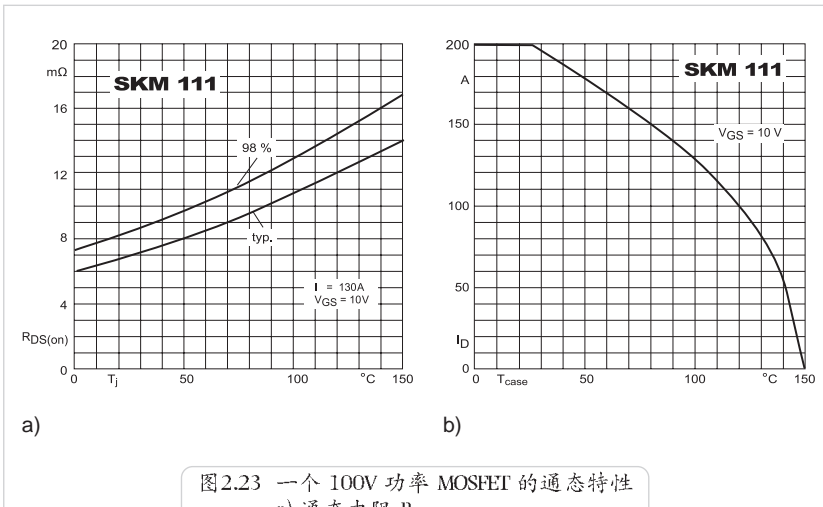 20
mΩ
16
12
8
4
RDS(on)
0
SKM 111
98 %
typ.
I = 130A
VGS = 10V
0 Tj 50 100 °C 150
a)
200
A
150
100
50
ID
0
SKM 111
VGS = 10 V
0 Tcase 50 100 °C 150
b)
图2.23 一个 100V 功率 MOSFET 的通态特性